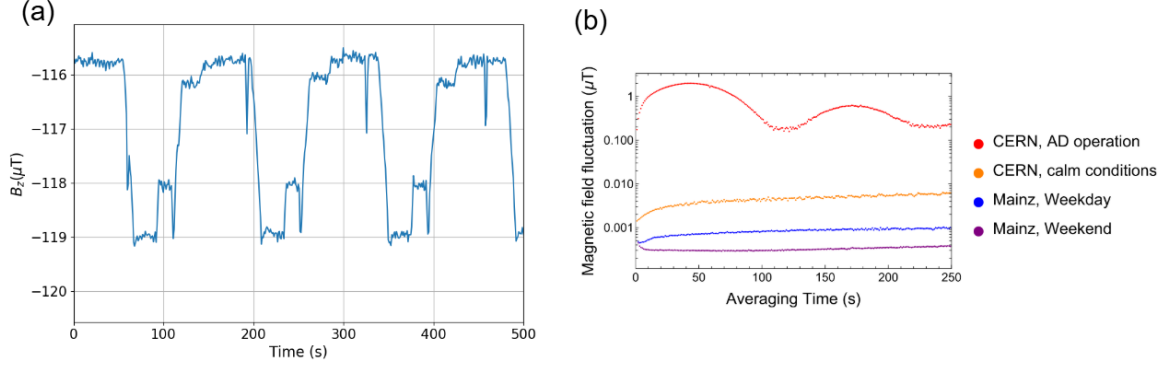 (a)
−116
−117
−118
−119
−120
B_z(μT)
0
100
200
300
400
500
Time (s)
(b)
Magnetic field fluctuation (μT)
1
0.100
0.010
0.001
0
50
100
150
200
250
Averaging Time (s)
CERN, AD operation
CERN, calm conditions
Mainz, Weekday
Mainz, Weekend